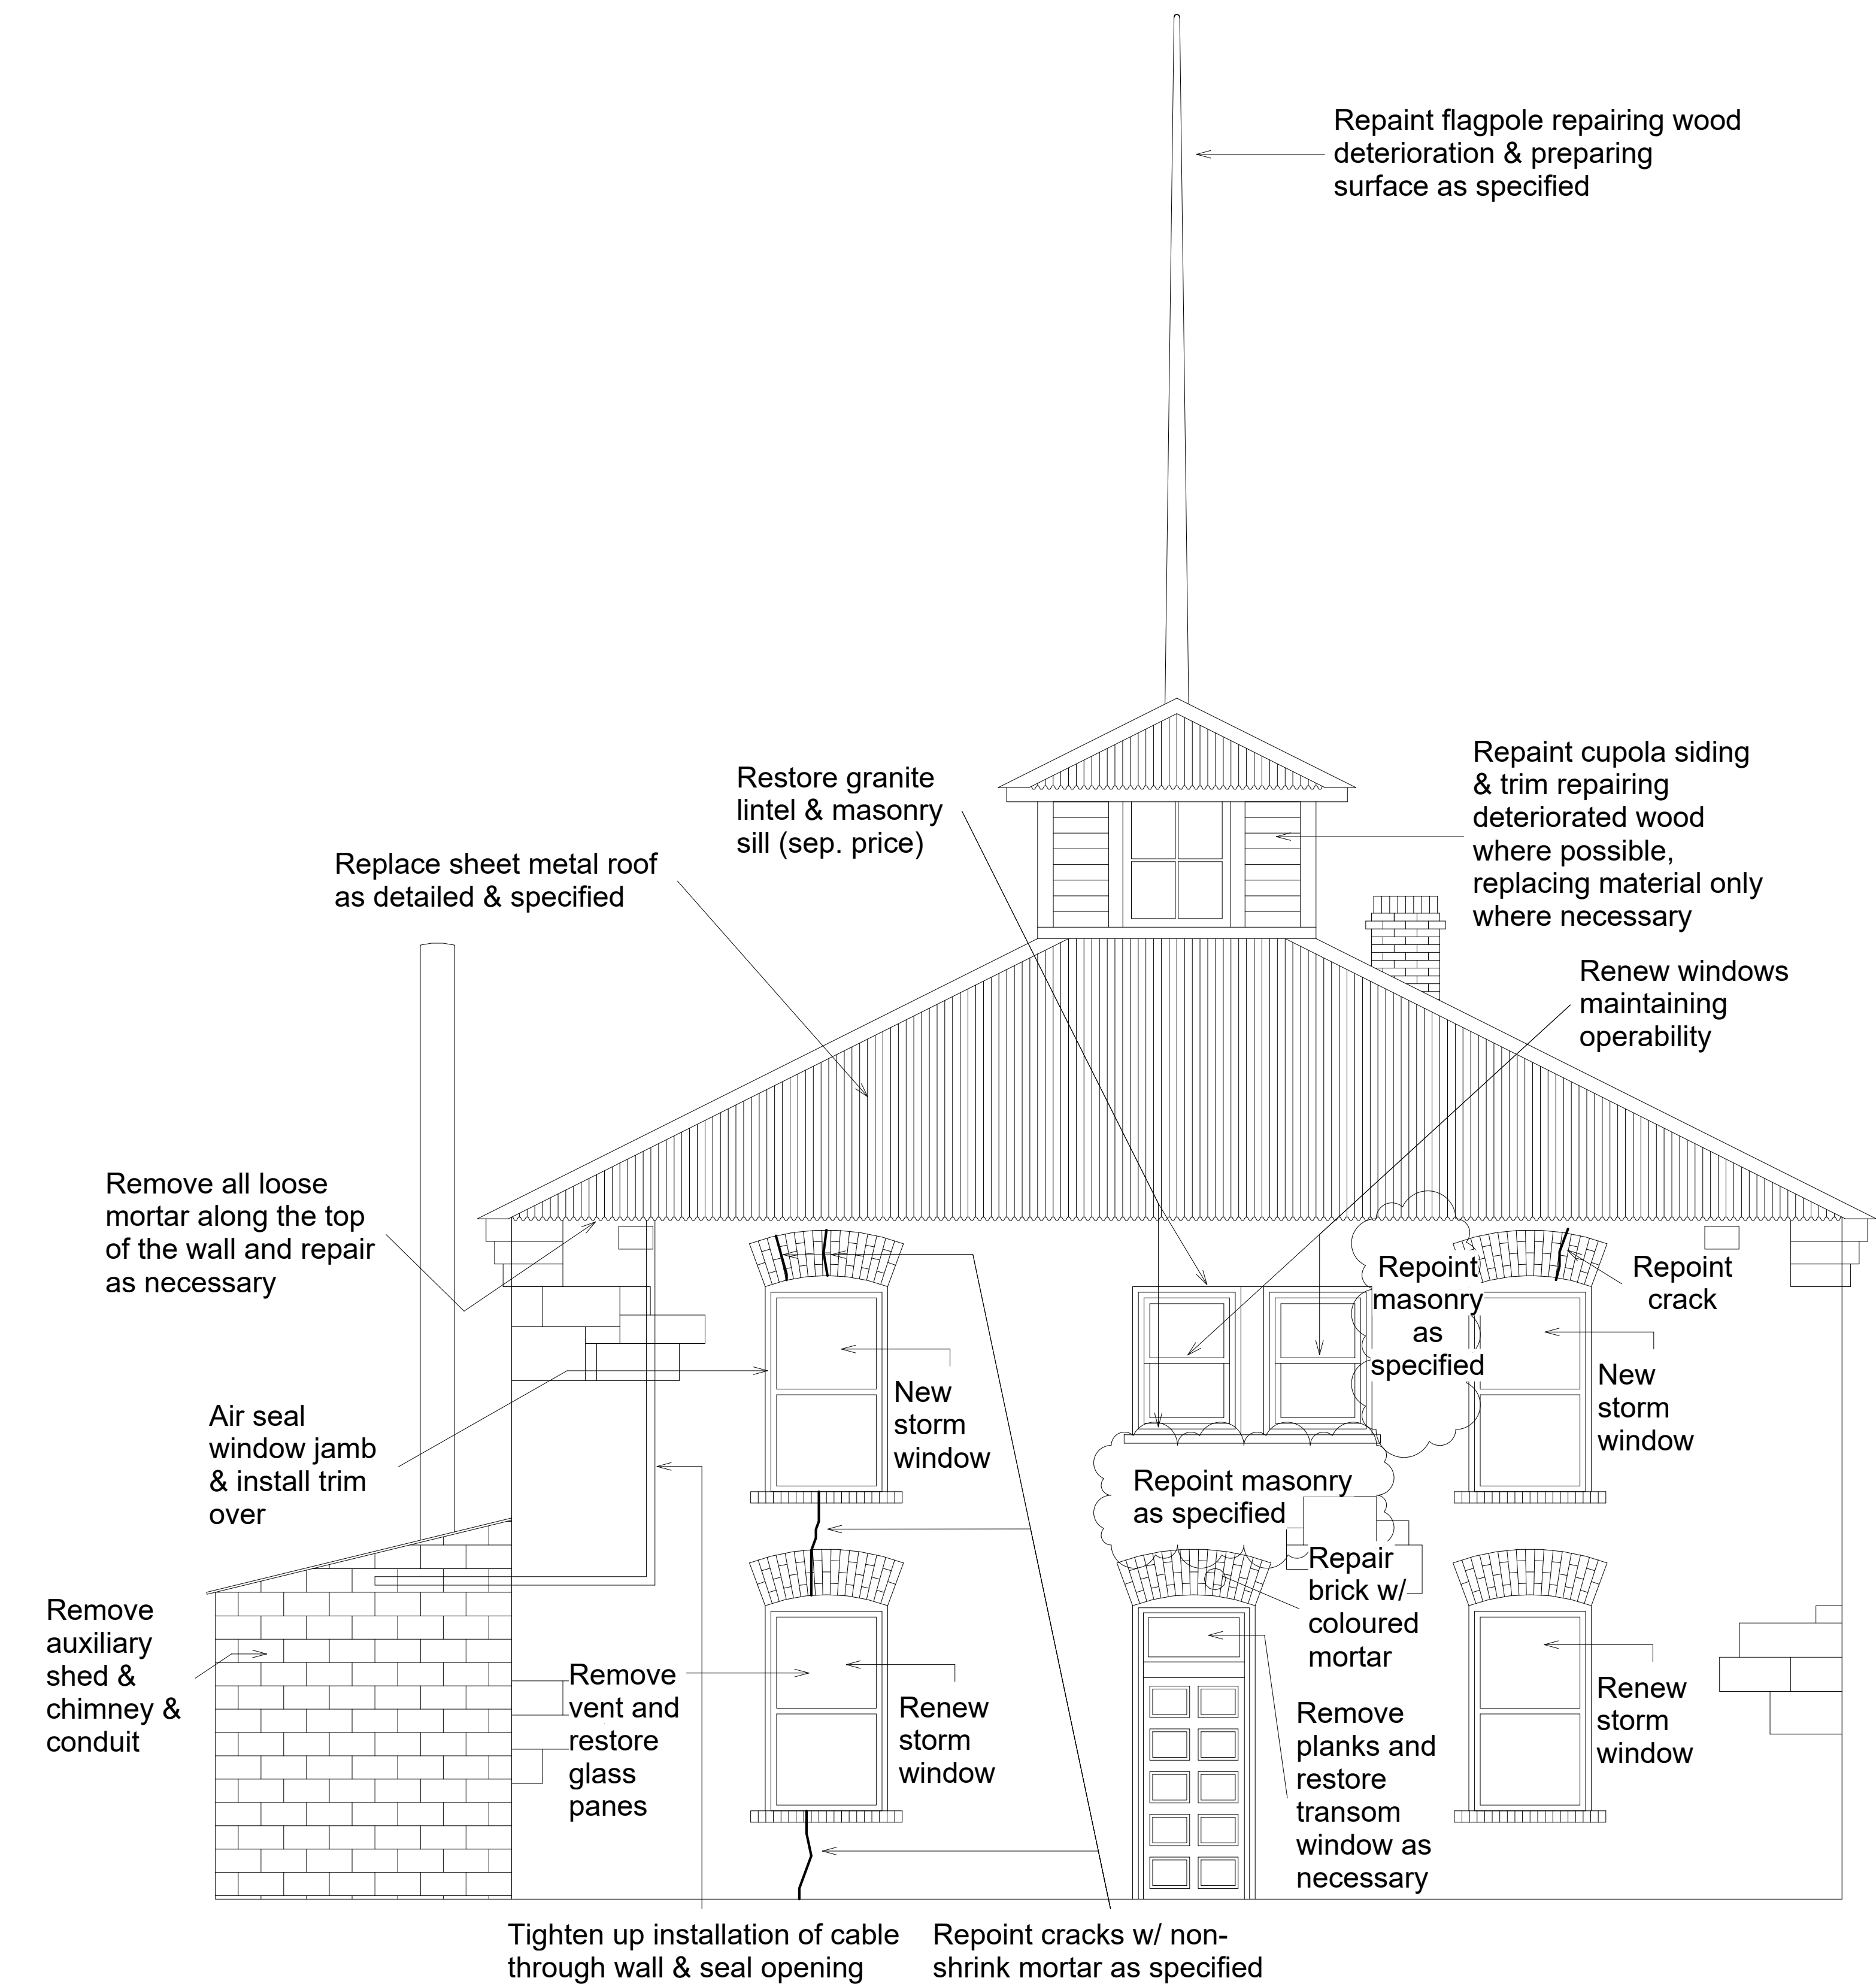 Repaint flagpole repairing wood
deterioration & preparing
surface as specified
Repaint cupola siding
& trim repairing
deteriorated wood
where possible,
replacing material only
where necessary
Restore granite
lintel & masonry
sill (sep. price)
Replace sheet metal roof
as detailed & specified
Renew windows
maintaining
operability
Remove all loose
mortar along the top
of the wall and repair
as necessary
Repoint
masonry
as
specified
Repoint
crack
New
storm
window
New
storm
window
Air seal
window jamb
& install trim
over
Repoint masonry
as specified
Repair
brick w/
coloured
mortar
Remove
auxiliary
shed &
chimney &
conduit
Remove
vent and
restore
glass
panes
Renew
storm
window
Remove
planks and
restore
transom
window as
necessary
Renew
storm
window
Tighten up installation of cable
through wall & seal opening
Repoint cracks w/ non-
shrink mortar as specified